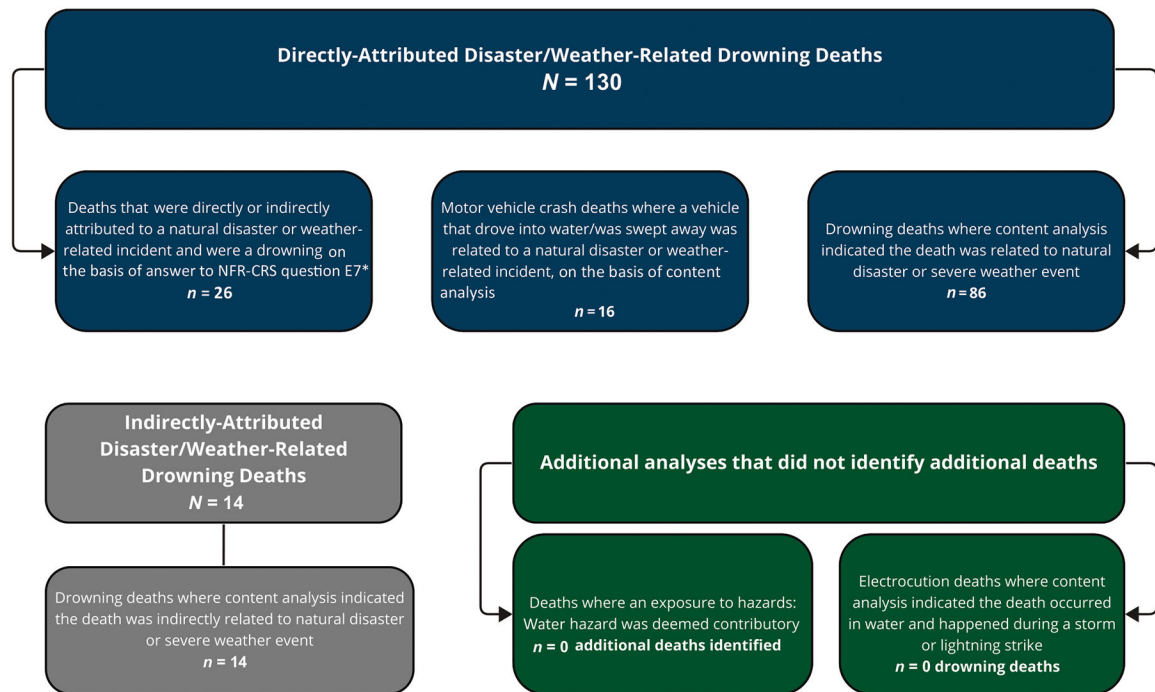 Directly-Attributed Disaster/Weather-Related Drowning Deaths
N = 130
Deaths that were directly or indirectly
attributed to a natural disaster or weather-
related incident and were a drowning on
the basis of answer to NFR-CRS question E7*
n = 26
Motor vehicle crash deaths where a vehicle
that drove into water/was swept away was
related to a natural disaster or weather-
related incident, on the basis of content
analysis
n = 16
Drowning deaths where content analysis
indicated the death was related to natural
disaster or severe weather event
n = 86
Indirectly-Attributed
Disaster/Weather-Related
Drowning Deaths
N = 14
Drowning deaths where content analysis indicated
the death was indirectly related to natural disaster
or severe weather event
n = 14
Additional analyses that did not identify additional deaths
Deaths where an exposure to hazards:
Water hazard was deemed contributory
n = 0 additional deaths identified
Electrocution deaths where content
analysis indicated the death occurred
in water and happened during a storm
or lightning strike
n = 0 drowning deaths